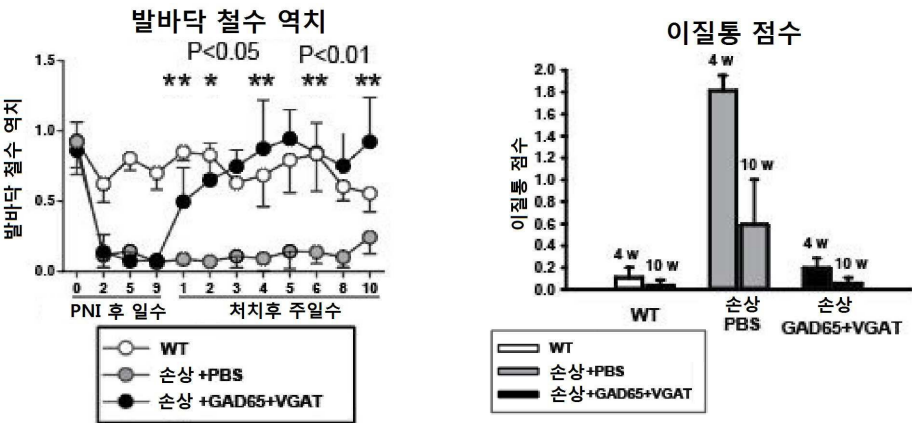 발바닥 철수 역치
P<0.05 P<0.01
** * ** ** **
발바닥 철수 역치
1.5
1.0
0.5
0.0
0 2 5 9 1 2 3 4 5 6 8 10
PNI 후 일수 처치후 주일수
WT
손상 +PBS
손상 +GAD65+VGAT
이질통 점수
이질통 점수
2.0
1.8
1.6
1.4
1.2
1.0
0.8
0.6
0.4
0.2
0.0
4 w 10 w
4 w 10 w
4 w 10 w
WT
손상
PBS
손상
GAD65+VGAT
WT
손상+PBS
손상+GAD65+VGAT